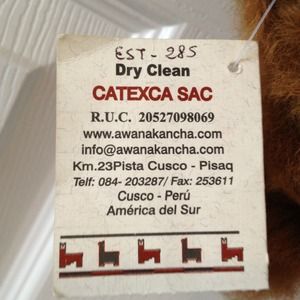 EST - 285
Dry Clean
CATEXCA SAC
R.U.C. 20527098069
www.awanakancha.com
info@awanakancha.com
Km.23Pista Cusco - Pisaq
Telf: 084- 203287/ Fax: 253611
Cusco - Perú
América del Sur